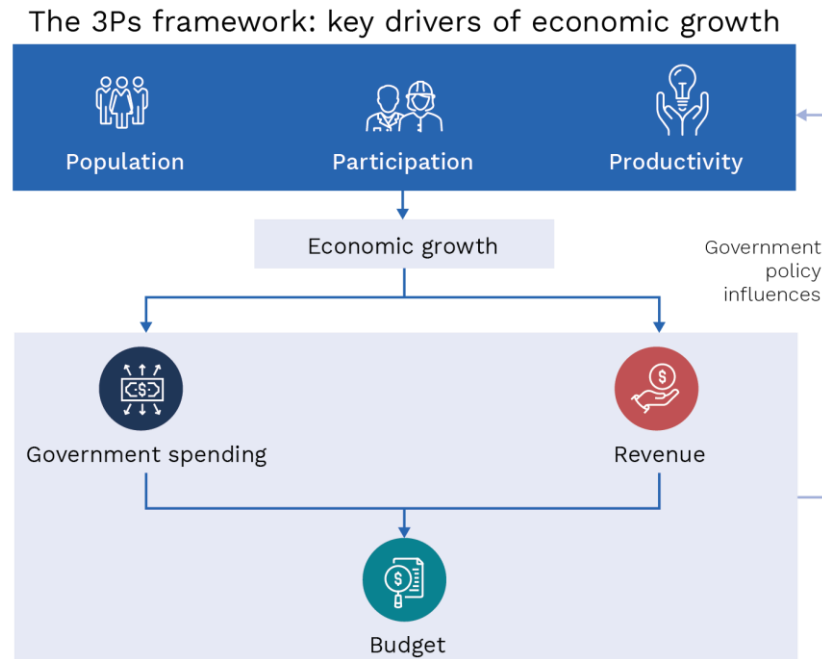 The 3Ps framework: key drivers of economic growth
Population
Participation
Productivity
Economic growth
Government
policy
influences
Government spending
Revenue
Budget